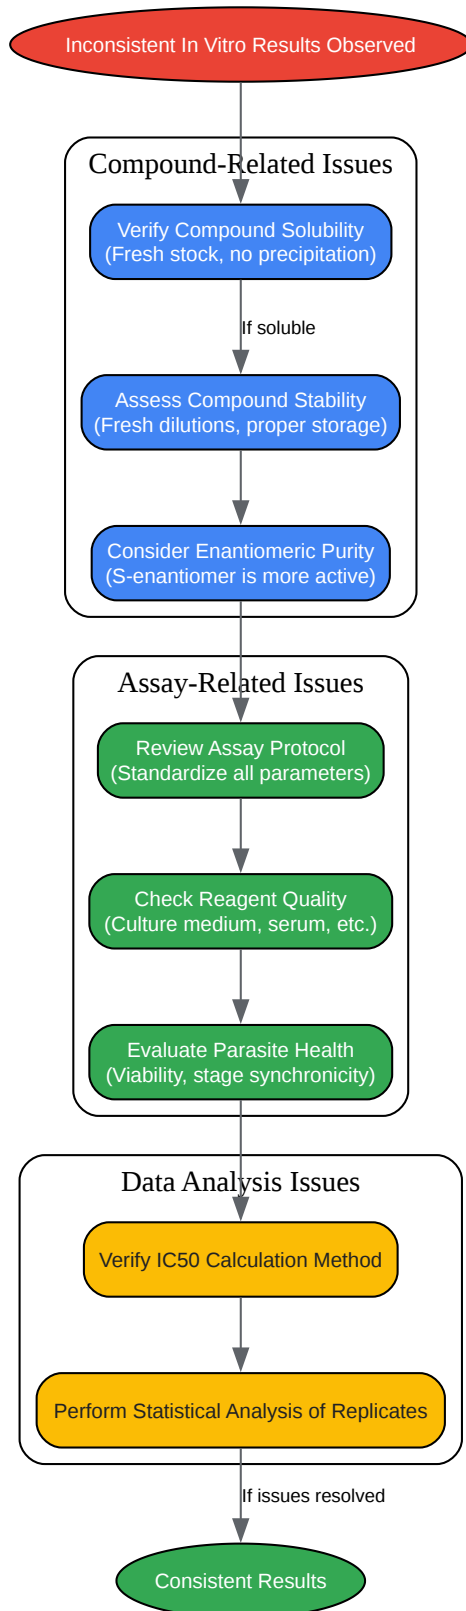 Inconsistent In Vitro Results Observed
Compound-Related Issues
Verify Compound Solubility
(Fresh stock, no precipitation)
If soluble
Assess Compound Stability
(Fresh dilutions, proper storage)
Consider Enantiomeric Purity
(S-enantiomer is more active)
Assay-Related Issues
Review Assay Protocol
(Standardize all parameters)
Check Reagent Quality
(Culture medium, serum, etc.)
Evaluate Parasite Health
(Viability, stage synchronicity)
Data Analysis Issues
Verify IC50 Calculation Method
Perform Statistical Analysis of Replicates
If issues resolved
Consistent Results